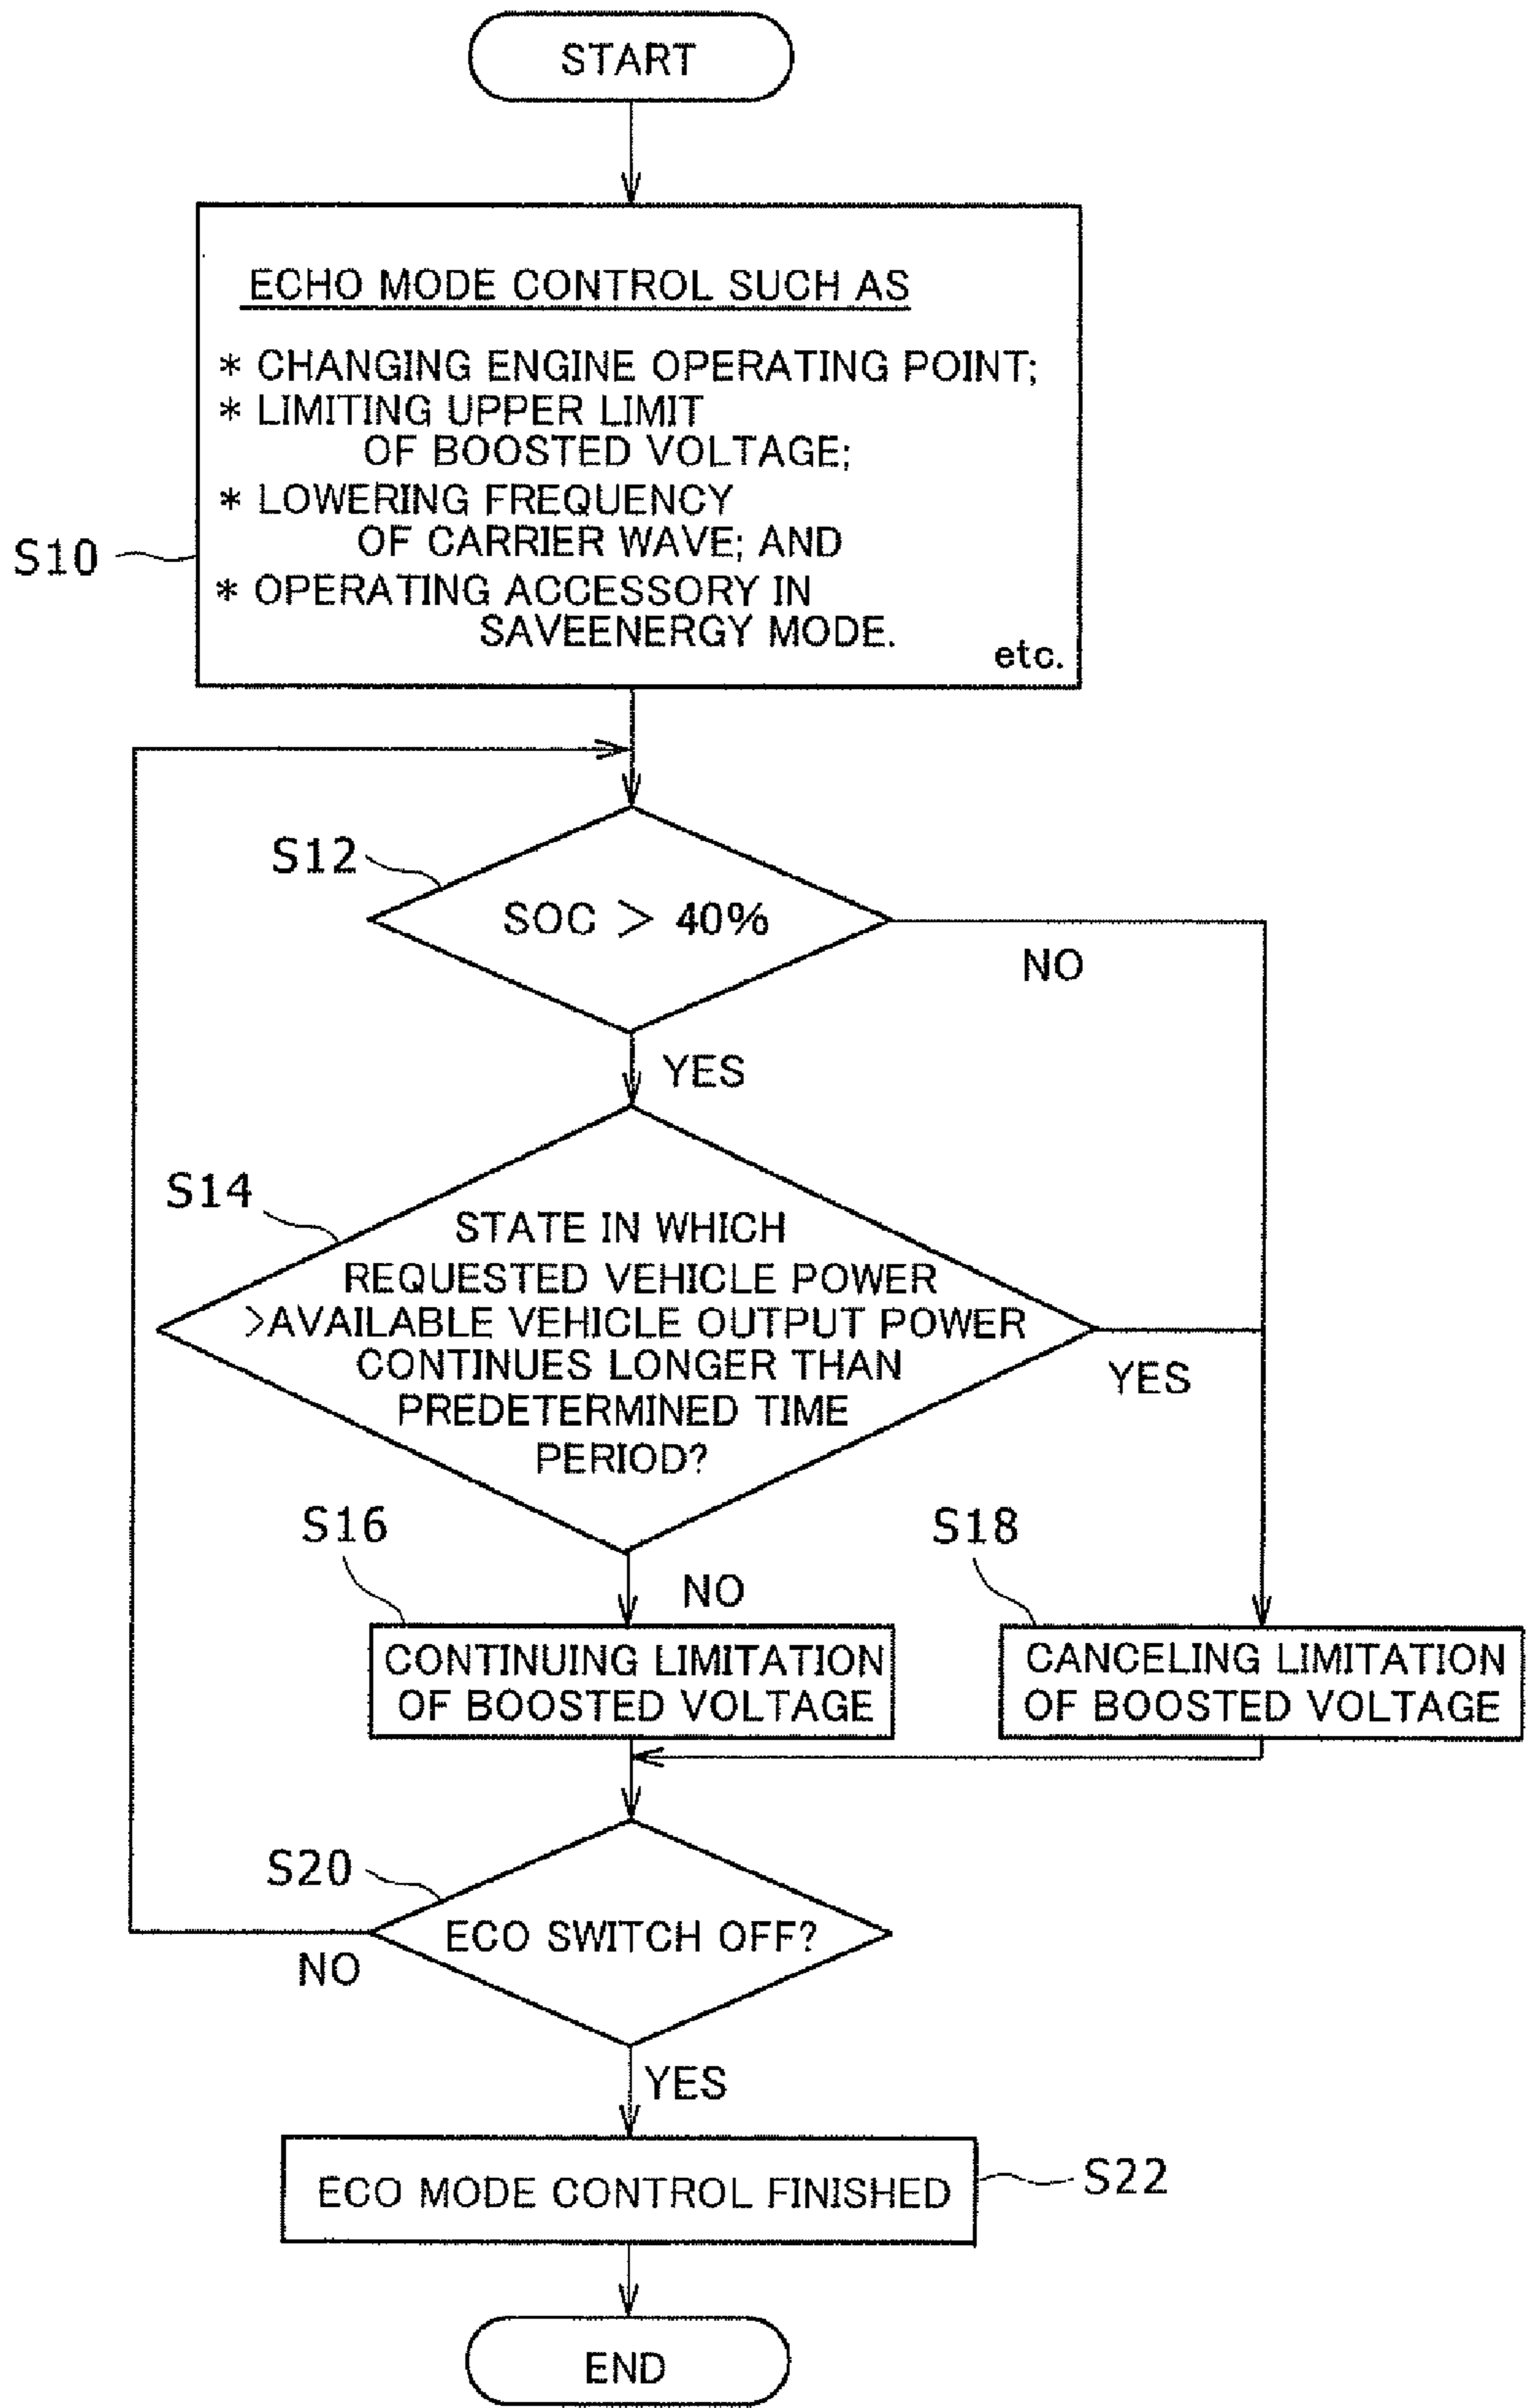 START
ECHO MODE CONTROL SUCH AS
* CHANGING ENGINE OPERATING POINT;
* LIMITING UPPER LIMIT
OF BOOSTED VOLTAGE;
* LOWERING FREQUENCY
OF CARRIER WAVE; AND
* OPERATING ACCESSORY IN
SAVEENERGY MODE.
etc.
S10
S12
SOC > 40%
NO
YES
S14
STATE IN WHICH
REQUESTED VEHICLE POWER
>AVAILABLE VEHICLE OUTPUT POWER
CONTINUES LONGER THAN
PREDETERMINED TIME
PERIOD?
YES
NO
S16
CONTINUING LIMITATION
OF BOOSTED VOLTAGE
S18
CANCELING LIMITATION
OF BOOSTED VOLTAGE
S20
ECO SWITCH OFF?
NO
YES
ECO MODE CONTROL FINISHED
S22
END